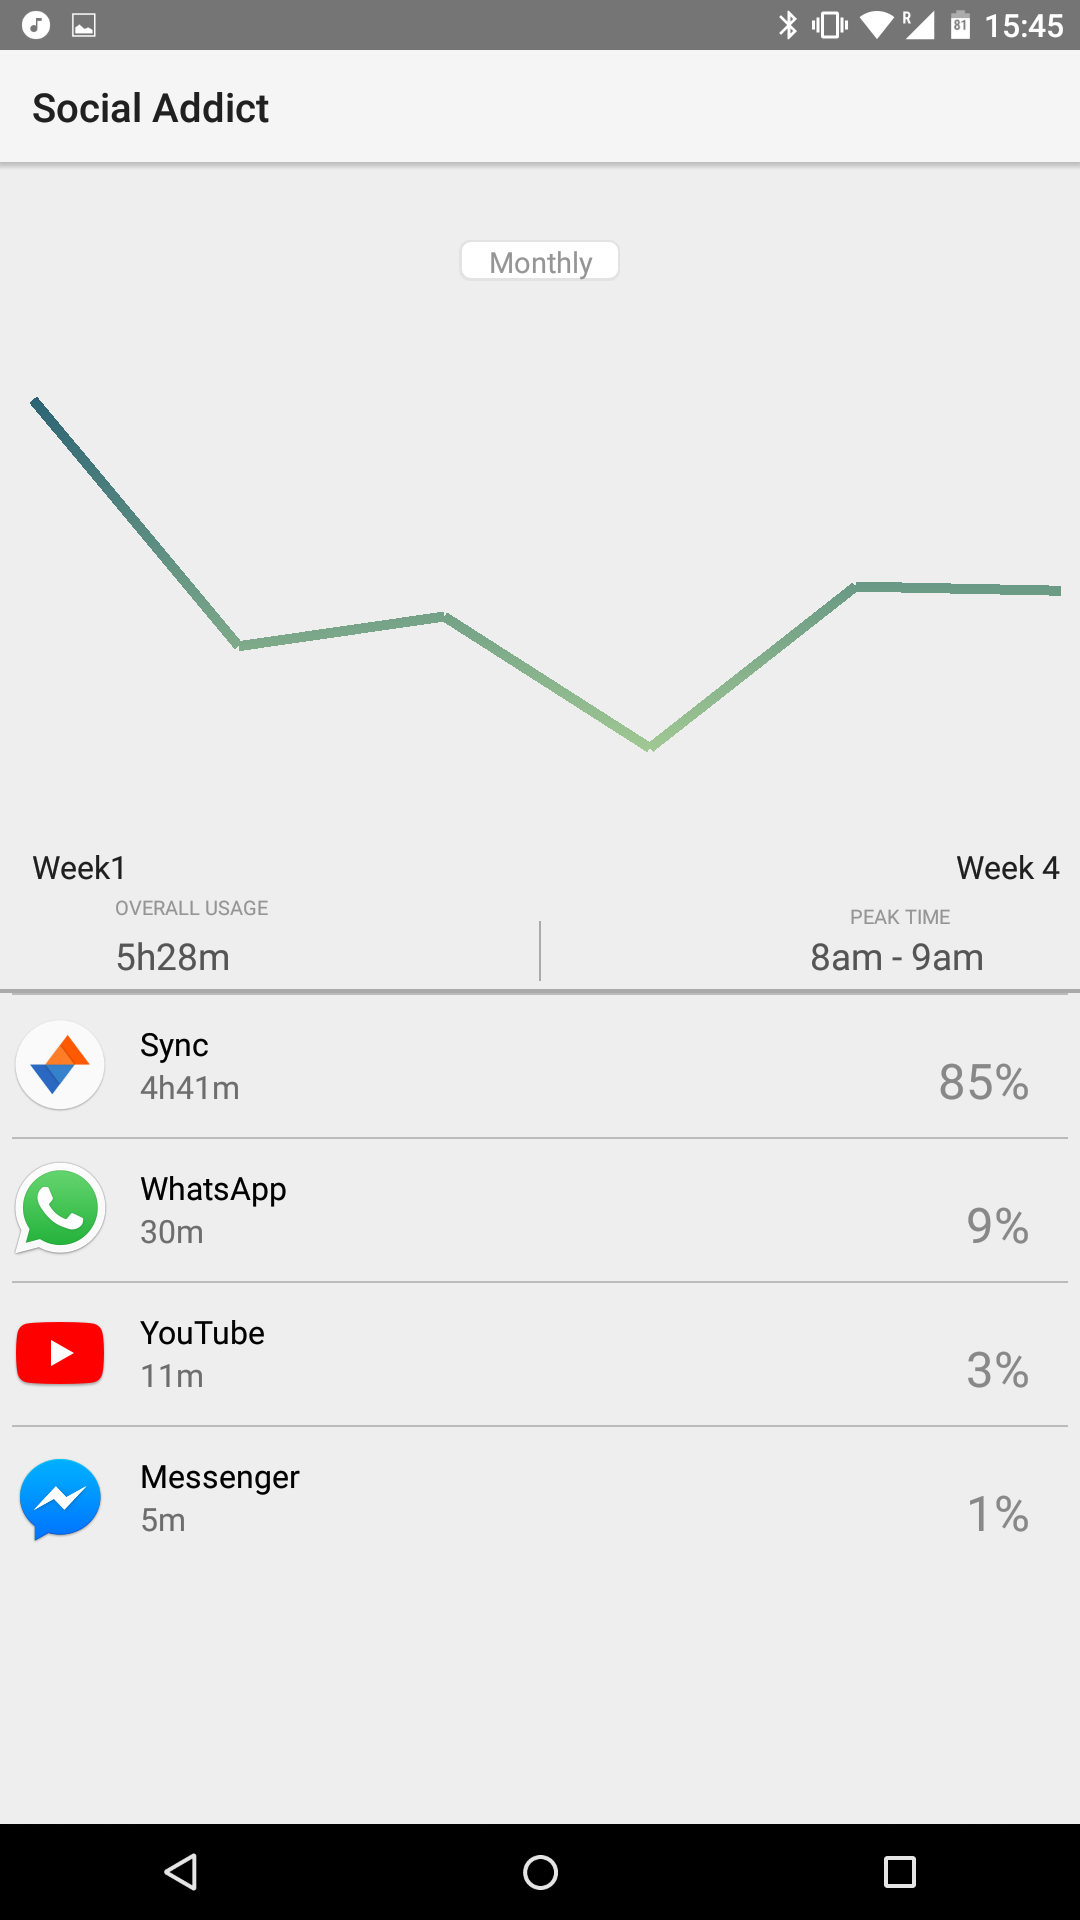 R 81 15:45
Social Addict
Monthly
Week1 Week 4
OVERALL USAGE PEAK TIME
5h28m 8am - 9am
Sync
4h41m 85%
WhatsApp
30m 9%
YouTube
11m 3%
Messenger
5m 1%